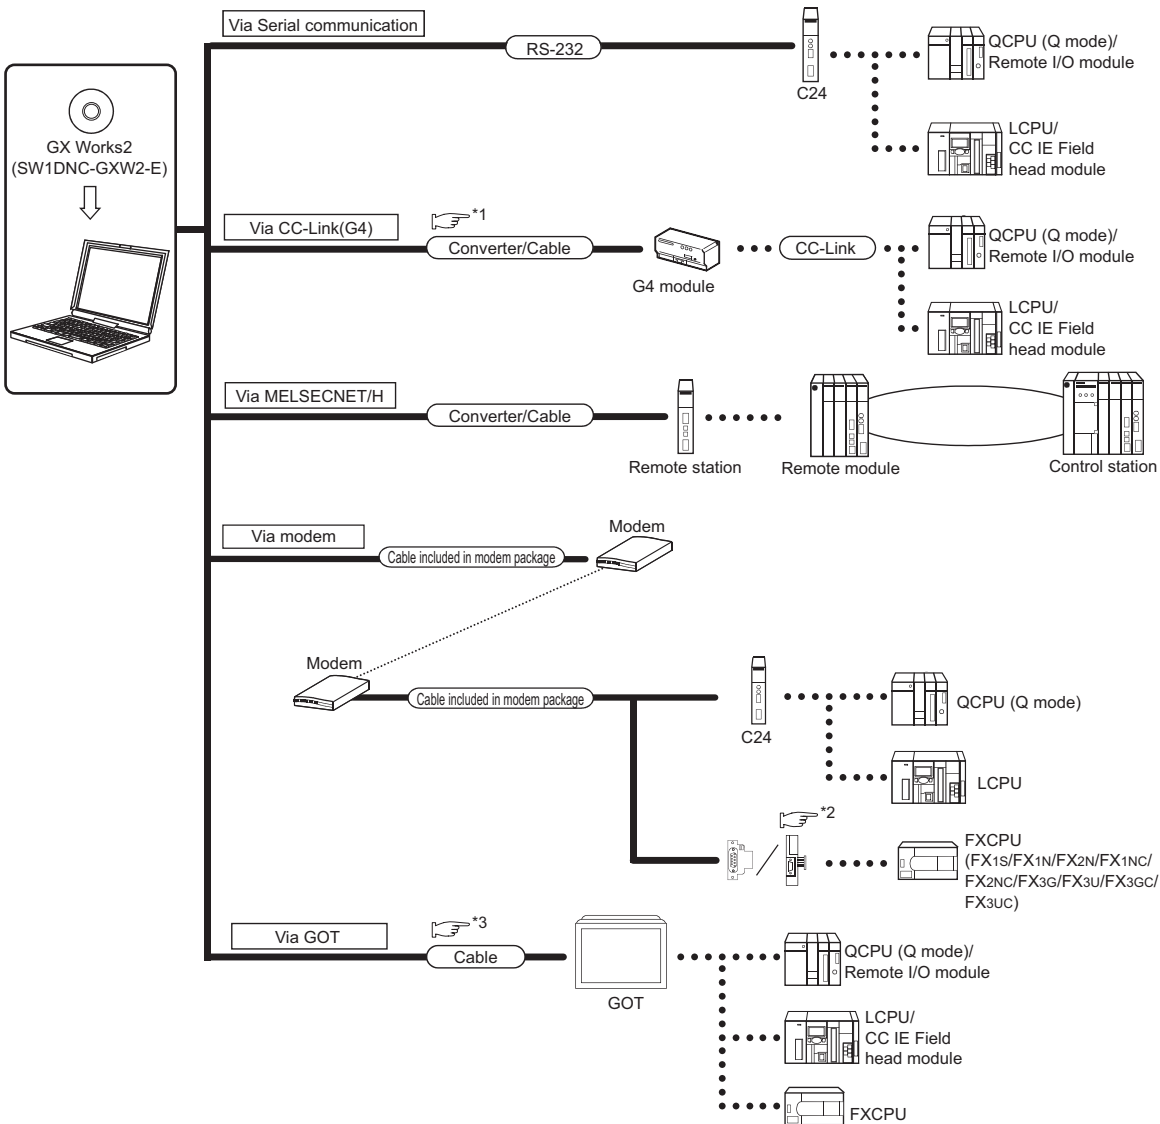 Via Serial communication
RS-232
C24
QCPU (Q mode)/
Remote I/O module
LCPU/
CC IE Field
head module
GX Works2
(SW1DNC-GXW2-E)
Via CC-Link(G4)
*1
Converter/Cable
G4 module
CC-Link
QCPU (Q mode)/
Remote I/O module
LCPU/
CC IE Field
head module
Via MELSECNET/H
Converter/Cable
Remote station
Remote module
Control station
Via modem
Cable included in modem package
Modem
Modem
Cable included in modem package
C24
QCPU (Q mode)
LCPU
*2
FXCPU
(FX1S/FX1N/FX2N/FX1NC/
FX2NC/FX3G/FX3U/FX3GC/
FX3UC)
Via GOT
*3
Cable
GOT
QCPU (Q mode)/
Remote I/O module
LCPU/
CC IE Field
head module
FXCPU